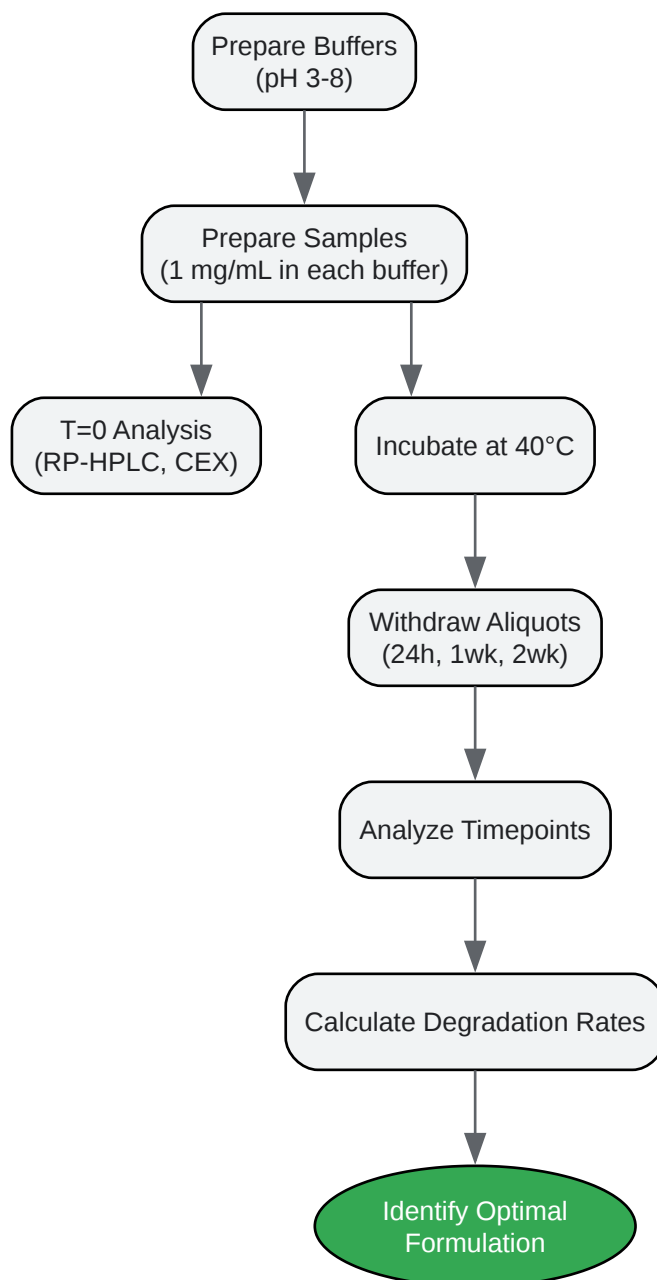 Prepare Buffers
(pH 3-8)
Prepare Samples
(1 mg/mL in each buffer)
T=0 Analysis
(RP-HPLC, CEX)
Incubate at 40°C
Withdraw Aliquots
(24h, 1wk, 2wk)
Analyze Timepoints
Calculate Degradation Rates
Identify Optimal
Formulation